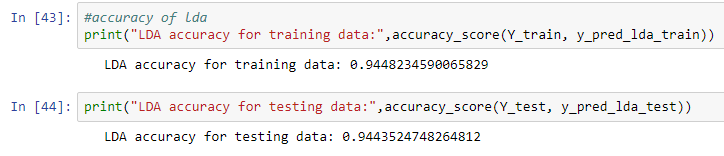 In [43]: #accuracy of lda
print("LDA accuracy for training data:",accuracy_score(Y_train, y_pred_lda_train))
LDA accuracy for training data: 0.9448234590065829
In [44]: print("LDA accuracy for testing data:",accuracy_score(Y_test, y_pred_lda_test))
LDA accuracy for testing data: 0.9443524748264812